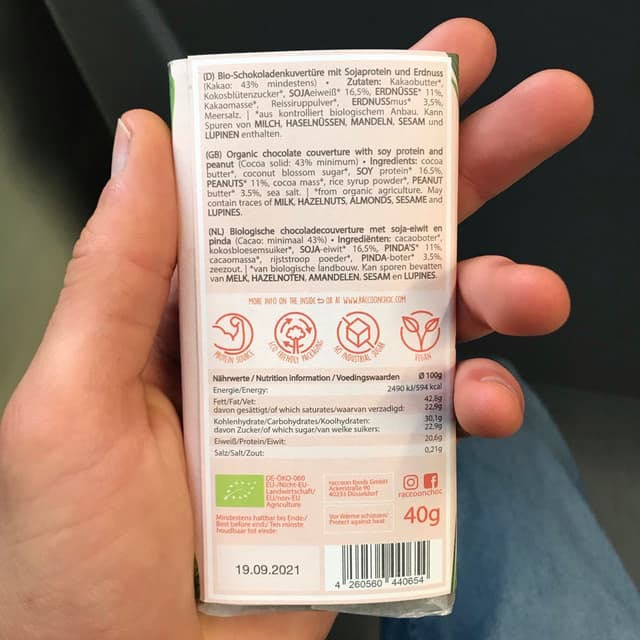 (D) Bio-Schokoladenkuvertüre mit Sojaprotein und Erdnuss
(Kakao: 43% mindestens) • Zutaten: Kakaobutter*,
Kokosblütenzucker*, SOJAeiweiß* 16,5%, ERDNÜSSE* 11%,
Kakaomasse*, Reissiruppulver*, ERDNUSSmus* 3,5%,
Meersalz. | *aus kontrolliert biologischem Anbau. Kann
Spuren von MILCH, HASELNÜSSEN, MANDELN, SESAM und
LUPINEN enthalten.
(GB) Organic chocolate couverture with soy protein and
peanut (Cocoa solid: 43% minimum) • Ingredients: cocoa
butter*, coconut blossom sugar*, SOY protein* 16.5%,
PEANUTS* 11%, cocoa mass*, rice syrup powder*, PEANUT
butter* 3.5%, sea salt. | *from organic agriculture. May
contain traces of MILK, HAZELNUTS, ALMONDS, SESAME and
LUPINES.
(NL) Biologische chocoladecouverture met soja-eiwit en
pinda (Cacao: minimaal 43%) • Ingrediënten: cacaoboter*,
kokosbloesemsuiker*, SOJA-eiwit* 16,5%, PINDA'S* 11%,
cacaomassa*, rijststroop poeder*, PINDA-boter* 3,5%,
zeezout. | *van biologische landbouw. Kan sporen bevatten
van MELK, HAZELNOTEN, AMANDELEN, SESAM en LUPINES.
MORE INFO ON THE INSIDE OR AT WWW.RACCOONCHOC.COM
PROTEIN SOURCE
ECO FRIENDLY PACKAGING
NO INDUSTRIAL SUGAR
VEGAN
Nährwerte / Nutrition information / Voedingswaarden Ø 100g
Energie/Energy: 2490 kJ/594 kcal
Fett/Fat/Vet: 42,6g
davon gesättigt/of which saturates/waarvan verzadigd: 22,9g
Kohlenhydrate/Carbohydrates/Koolhydraten: 30,1g
davon Zucker/of which sugar/van welke suikers: 22,9g
Eiweiß/Protein/Eiwit: 20,6g
Salz/Salt/Zout: 0,21g
DE-ÖKO-060
EU-/Nicht-EU-
Landwirtschaft/
EU/non-EU
Agriculture
raccoon foods GmbH
Ackerstraße 90
40233 Düsseldorf
raccoonchoc
Mindestens haltbar bis Ende:/
Best before end:/ Ten minste
houdbaar tot einde:
Vor Wärme schützen/
Protect against heat
40g
19.09.2021
4 260560 440654